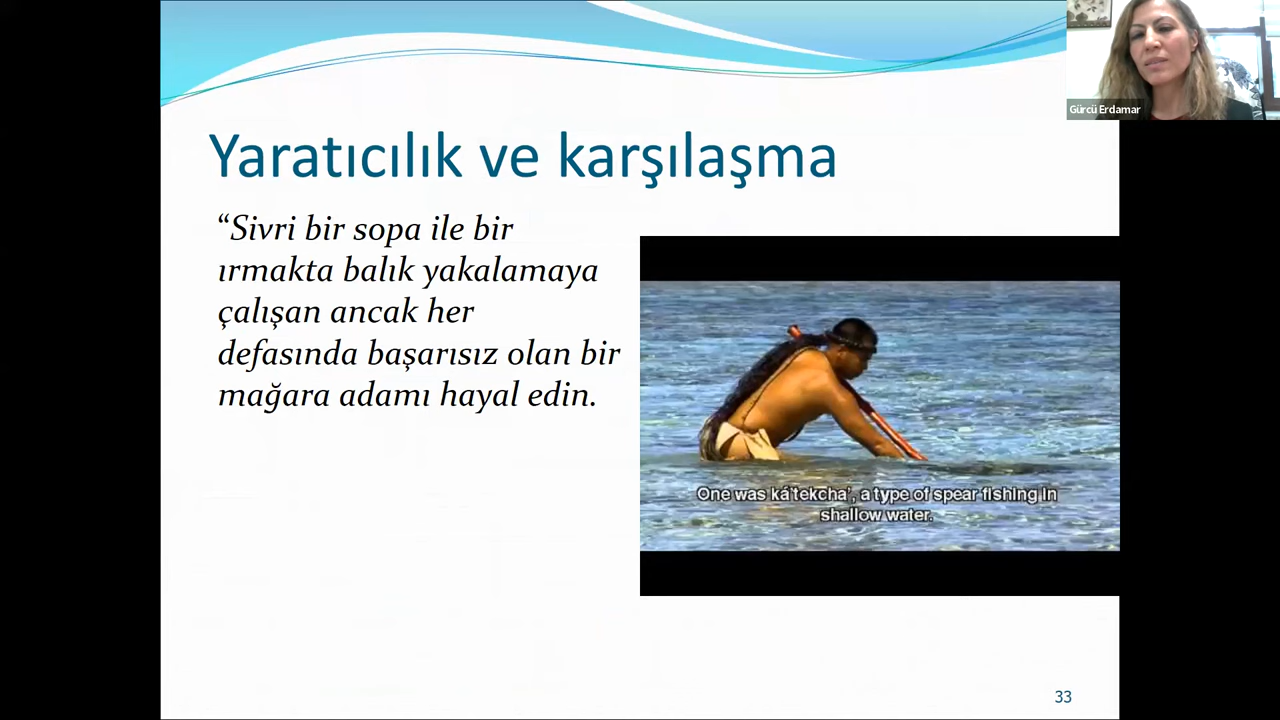 Gürcü Erdamar
Yaratıcılık ve karşılaşma
“Sivri bir sopa ile bir
ırmakta balık yakalamaya
çalışan ancak her
defasında başarısız olan bir
mağara adamı hayal edin.
One was ká'tekcha', a type of spear fishing in
shallow water.
33